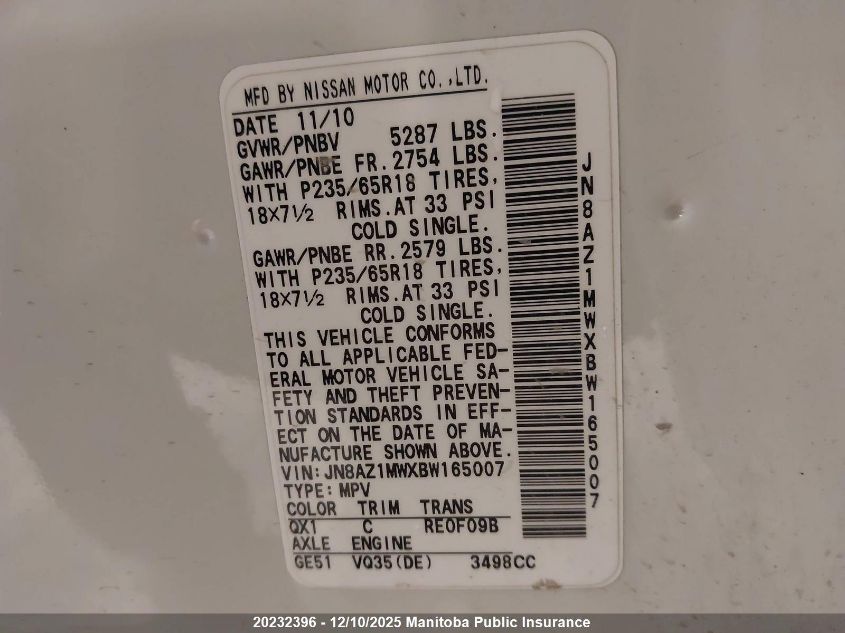 MFD BY NISSAN MOTOR CO.,LTD.
DATE 11/10
GVWR/PNBV 5287 LBS.
GAWR/PNBE FR. 2754 LBS.
WITH P235/65R18 TIRES,
18X7½ RIMS. AT 33 PSI
COLD SINGLE.
GAWR/PNBE RR. 2579 LBS.
WITH P235/65R18 TIRES,
18X7½ RIMS. AT 33 PSI
COLD SINGLE.
THIS VEHICLE CONFORMS
TO ALL APPLICABLE FED-
ERAL MOTOR VEHICLE SA-
FETY AND THEFT PREVEN-
TION STANDARDS IN EFF-
ECT ON THE DATE OF MA-
NUFACTURE SHOWN ABOVE.
VIN: JN8AZ1MWXBW165007
TYPE: MPV
COLOR TRIM TRANS
QX1 C RE0F09B
AXLE ENGINE
GE51 VQ35(DE) 3498CC
JN8AZ1MWXBW165007
20232396 - 12/10/2025 Manitoba Public Insurance